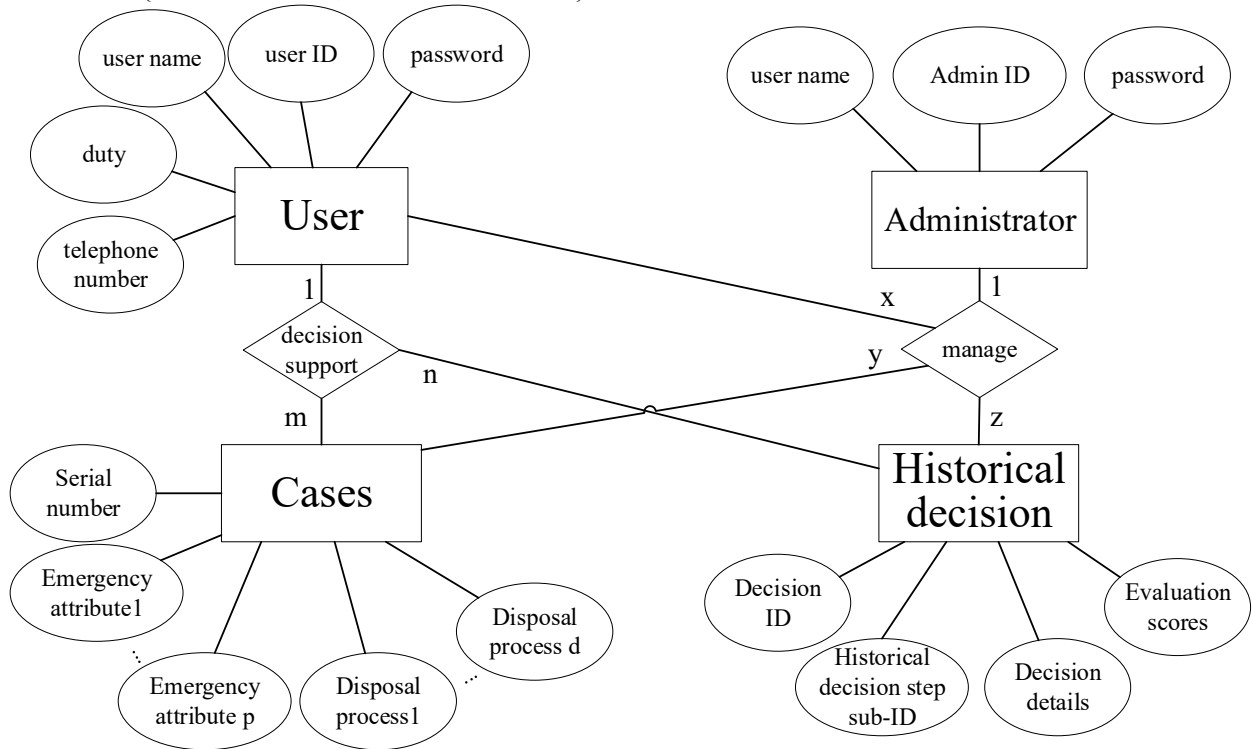 user name
user ID
password
user name
Admin ID
password
duty
telephone
number
User
Administrator
1
1
x
decision
support
manage
y
n
m
z
Serial
number
Cases
Historical
decision
Emergency
attribute1
Disposal
process d
Decision
ID
Evaluation
scores
Emergency
attribute p
Disposal
process1
Historical
decision step
sub-ID
Decision
details